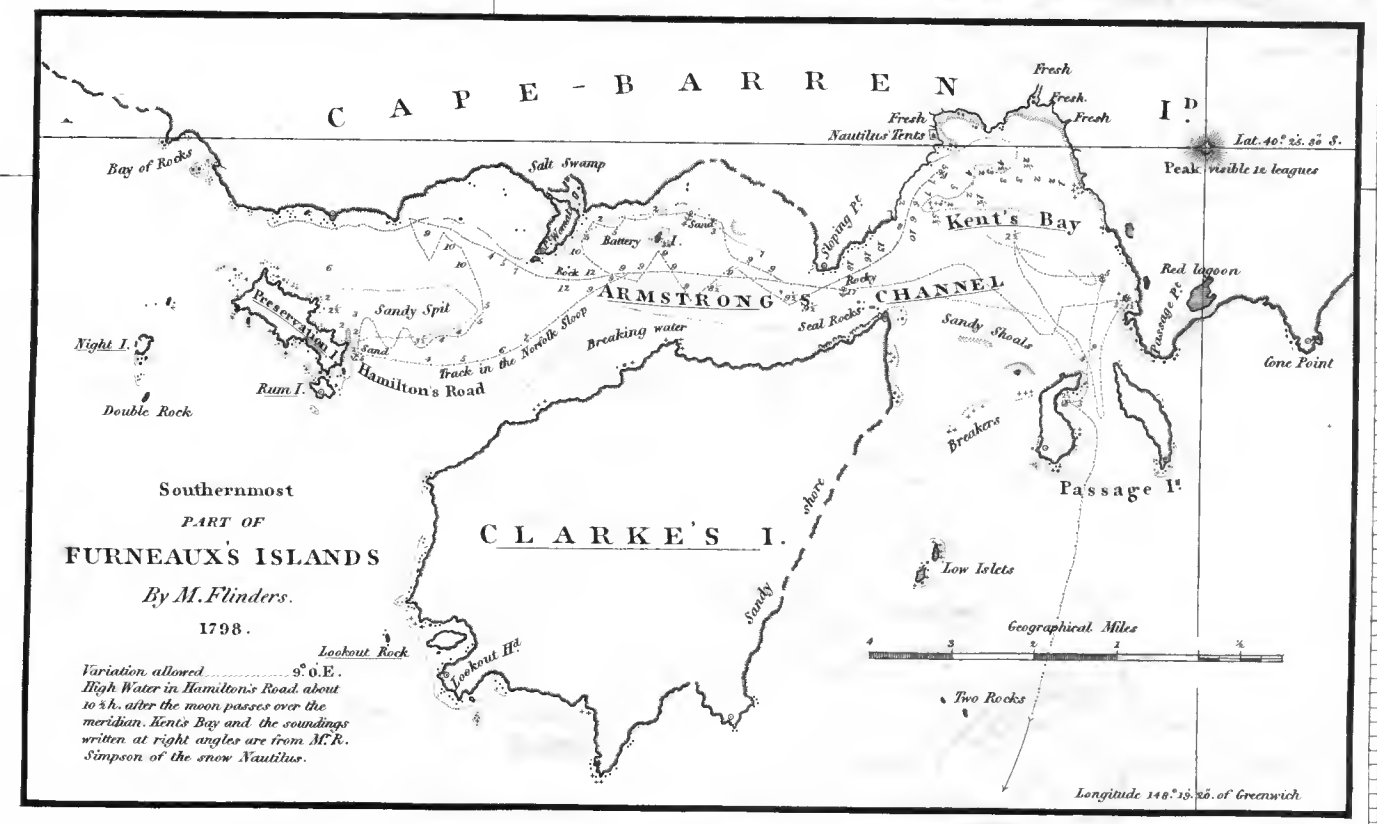 CAPE-BARREN I.D
Fresh
Fresh.
Fresh
Fresh
Nautilus Tents
Lat. 40.° 25. 30 S.
Peak visible 12 leagues
Bay of Rocks
Salt Swamp
Sloping P.t
Kent's Bay
Battery I.
Sand
Rock
Rocky
Red lagoon
Passage P.t
ARMSTRONG'S CHANNEL
Preservation I.
Sandy Spit
Seal Rocks
Sandy Shoals
Breaking water
Track in the Norfolk Sloop
Sand
Hamilton's Road
Night I.
Rum I.
Double Rock
Cone Point
Breakers
Passage I.s
Southernmost
PART OF
FURNEAUX'S ISLANDS
By M. Flinders.
1798.
CLARKE'S I.
Sandy shore
Low Islets
Geographical Miles
4 3 2 1 ½
Lookout Rock
Lookout H.d
Two Rocks
Variation allowed 9.° 0. E.
High Water in Hamilton's Road, about
10 ½ h. after the moon passes over the
meridian. Kent's Bay and the soundings
written at right angles are from M.r R.
Simpson of the snow Nautilus.
Longitude 148.° 19. 20. of Greenwich